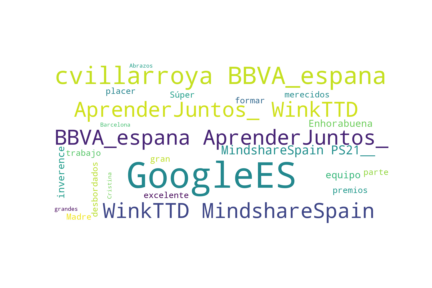 Abrazos
cvillarroya BBVA_espana
placer Súper merecidos
formar
AprenderJuntos_ WinkTTD
Barcelona Enhorabuena
BBVA_espana AprenderJuntos_
MindshareSpain PS21__
trabajo
gran
inverence
desbordados
Cristina
GoogleES
equipo parte
excelente premios
grandes
Madre
WinkTTD MindshareSpain